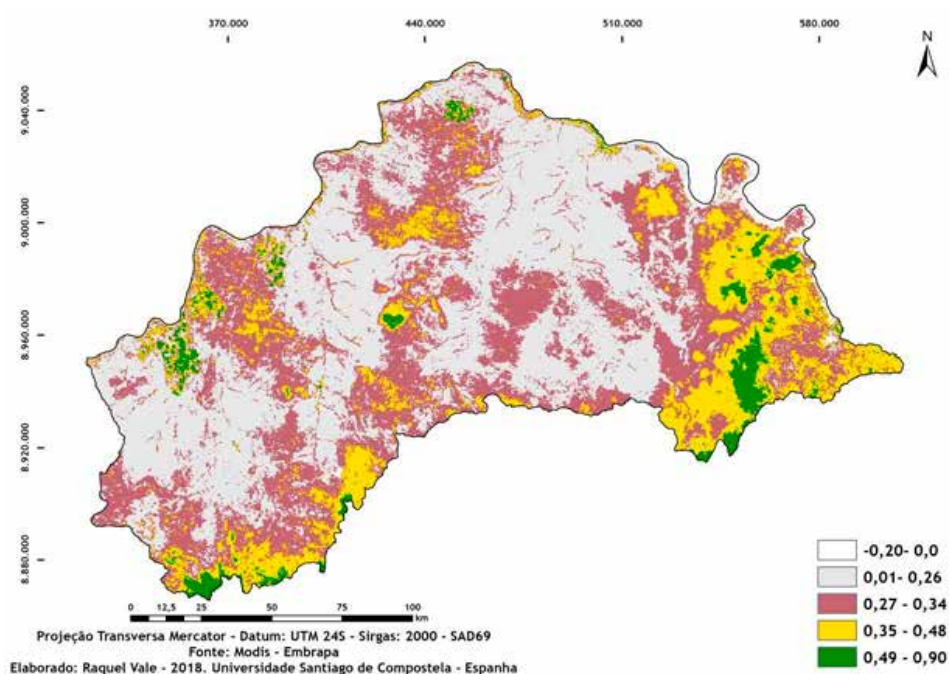 370.000 440.000 510.000 580.000
N
9.040.000
9.000.000
8.960.000
8.920.000
8.880.000
-0,20- 0,0
0,01- 0,26
0,27 - 0,34
0,35 - 0,48
0,49 - 0,90
0 12,5 25 50 75 100
km
Projeção Transversa Mercator - Datum: UTM 24S - Sirgas: 2000 - SAD69
Fonte: Modis - Embrapa
Elaborado: Raquel Vale - 2018. Universidade Santiago de Compostela - Espanha